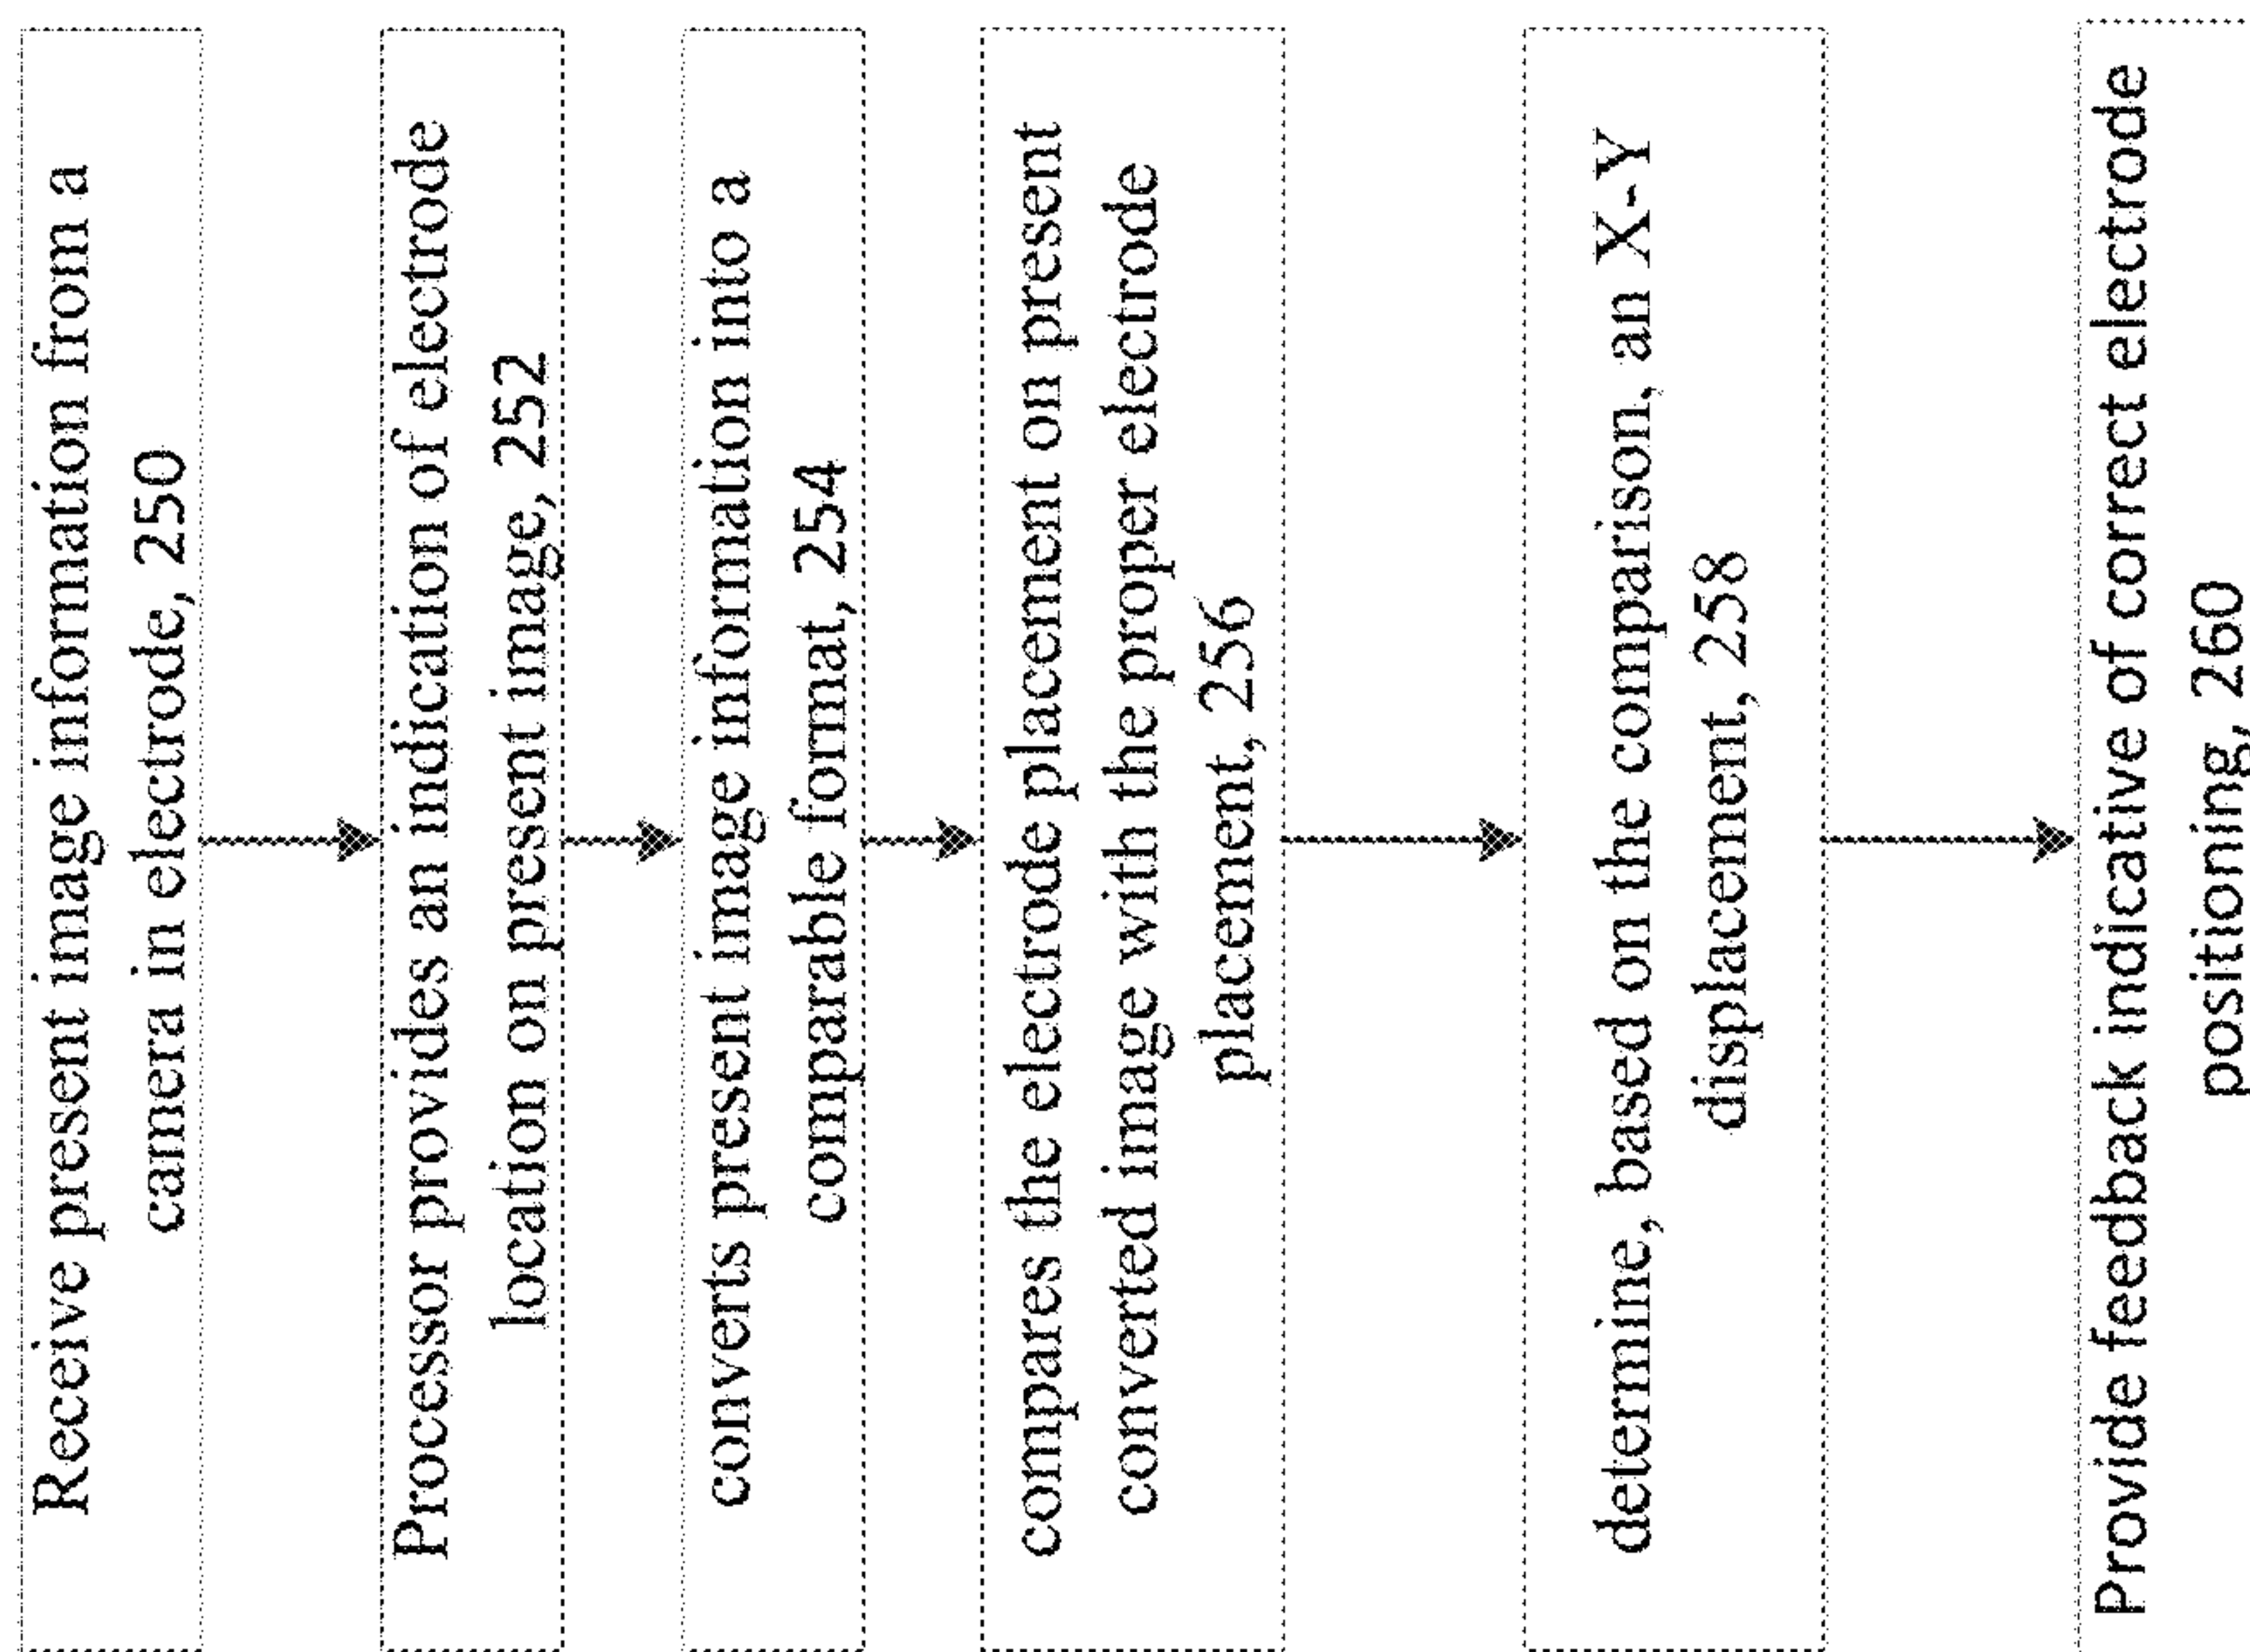 Receive present image information from a
camera in electrode, 250
Processor provides an indication of electrode
location on present image, 252
converts present image information into a
comparable format, 254
compares the electrode placement on present
converted image with the proper electrode
placement, 256
determine, based on the comparison, an X-Y
displacement, 258
Provide feedback indicative of correct electrode
positioning, 260